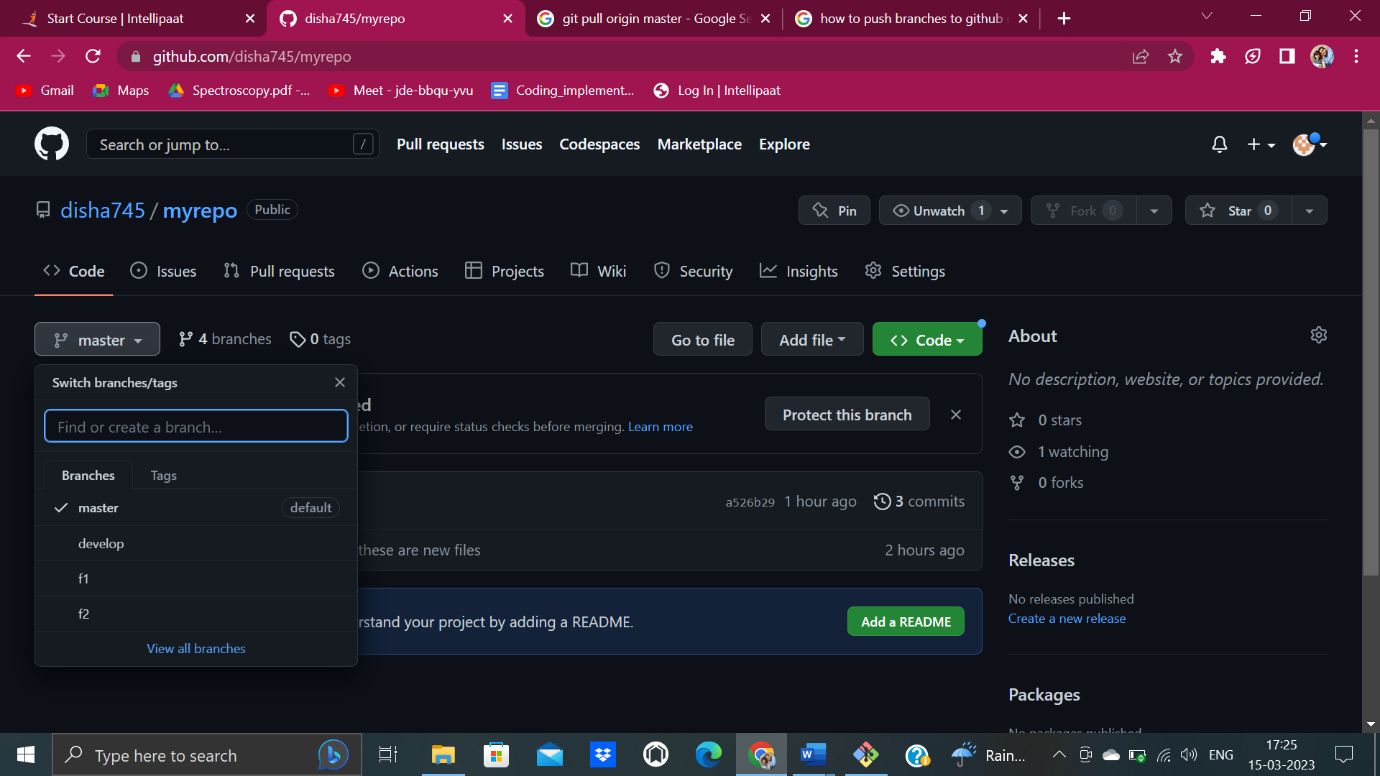 Start Course | Intellipaat
disha745/myrepo
git pull origin master - Google Se
how to push branches to github
github.com/disha745/myrepo
Gmail
Maps
Spectroscopy.pdf -...
Meet - jde-bbqu-yvu
Coding_implement...
Log In | Intellipaat
Search or jump to...
/
Pull requests
Issues
Codespaces
Marketplace
Explore
disha745 / myrepo
Public
Pin
Unwatch 1
Fork 0
Star 0
Code
Issues
Pull requests
Actions
Projects
Wiki
Security
Insights
Settings
master
4 branches
0 tags
Go to file
Add file
Code
About
Switch branches/tags
No description, website, or topics provided.
ed
Protect this branch
Find or create a branch...
etion, or require status checks before merging. Learn more
0 stars
1 watching
0 forks
Branches
Tags
master
default
a526b29 1 hour ago
3 commits
develop
these are new files
2 hours ago
f1
f2
View all branches
rstand your project by adding a README.
Add a README
Releases
No releases published
Create a new release
Packages
No packages published
Type here to search
Rain...
ENG
17:25
15-03-2023